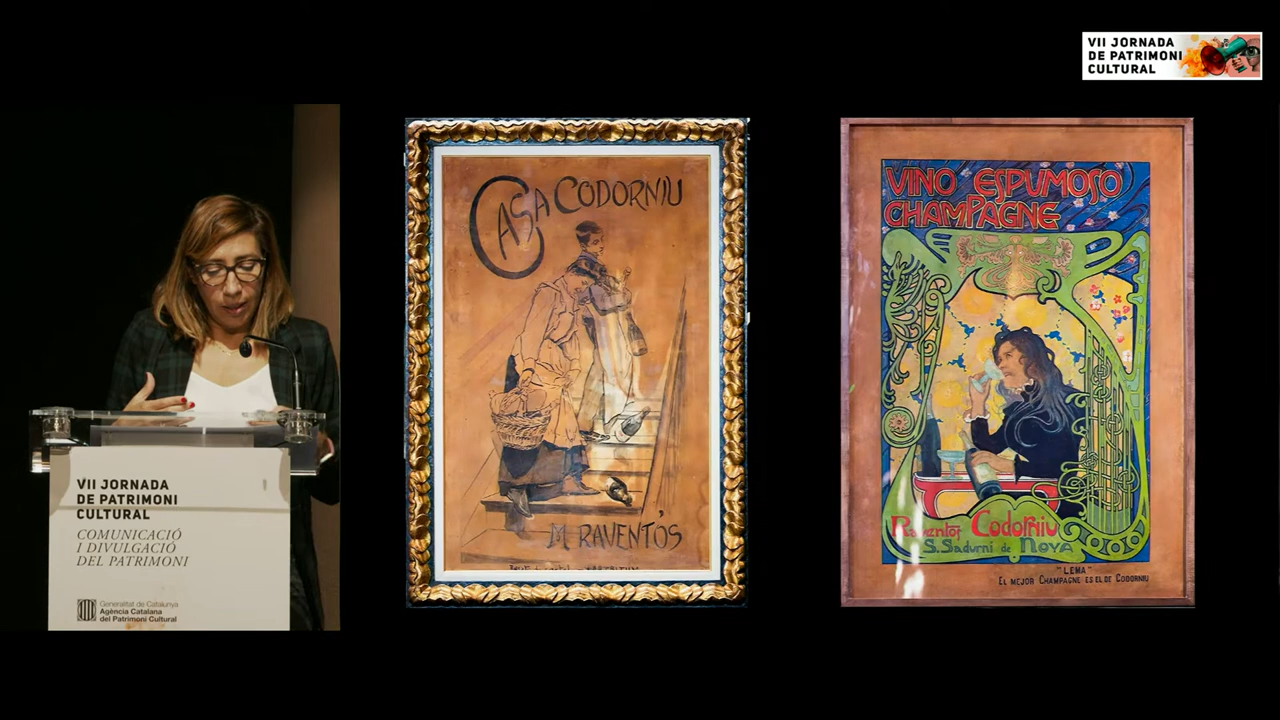 VII JORNADA
DE PATRIMONI
CULTURAL
VII JORNADA
DE PATRIMONI
CULTURAL
COMUNICACIÓ
I DIVULGACIÓ
DEL PATRIMONI
Generalitat de Catalunya
Agència Catalana
del Patrimoni Cultural
CASA CODORNIU
M RAVENTÓS
VINO ESPUMOSO
CHAMPAGNE
Raventos Codorniu
S. Sadurni de Noya
"LEMA"
EL MEJOR CHAMPAGNE ES EL DE CODORNIU